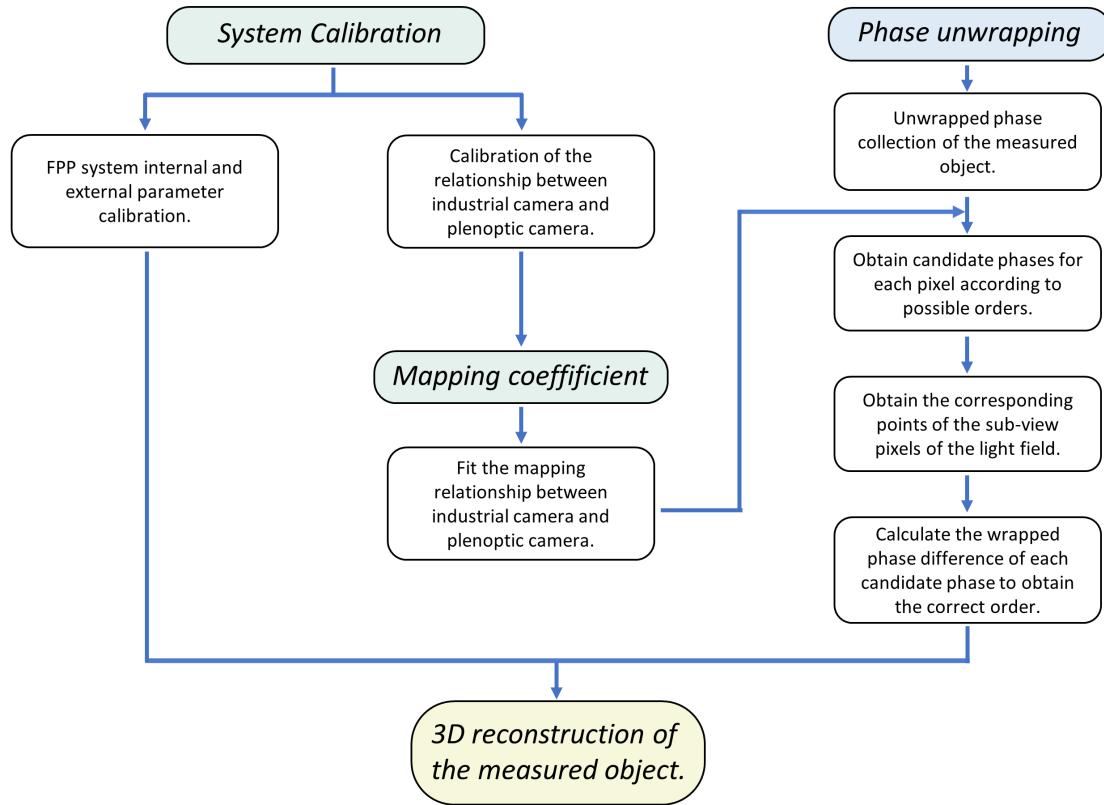 System Calibration
FPP system internal and
external parameter
calibration.
Calibration of the
relationship between
industrial camera and
plenoptic camera.
Mapping coeffificient
Fit the mapping
relationship between
industrial camera and
plenoptic camera.
Phase unwrapping
Unwrapped phase
collection of the measured
object.
Obtain candidate phases for
each pixel according to
possible orders.
Obtain the corresponding
points of the sub-view
pixels of the light field.
Calculate the wrapped
phase difference of each
candidate phase to obtain
the correct order.
3D reconstruction of
the measured object.